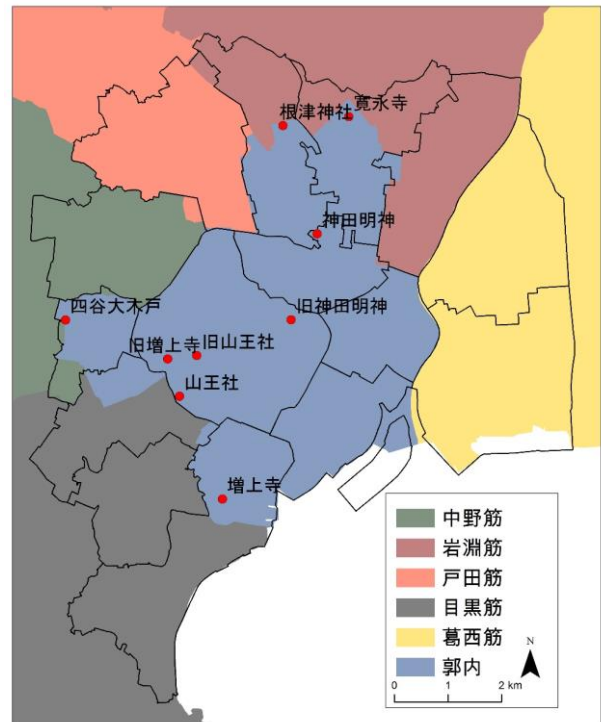 根津神社
寛永寺
神田明神
四谷大木戸
旧神田明神
旧増上寺
旧山王社
山王社
増上寺
中野筋
岩淵筋
戸田筋
目黒筋
葛西筋
郭内
N
0 1 2 km